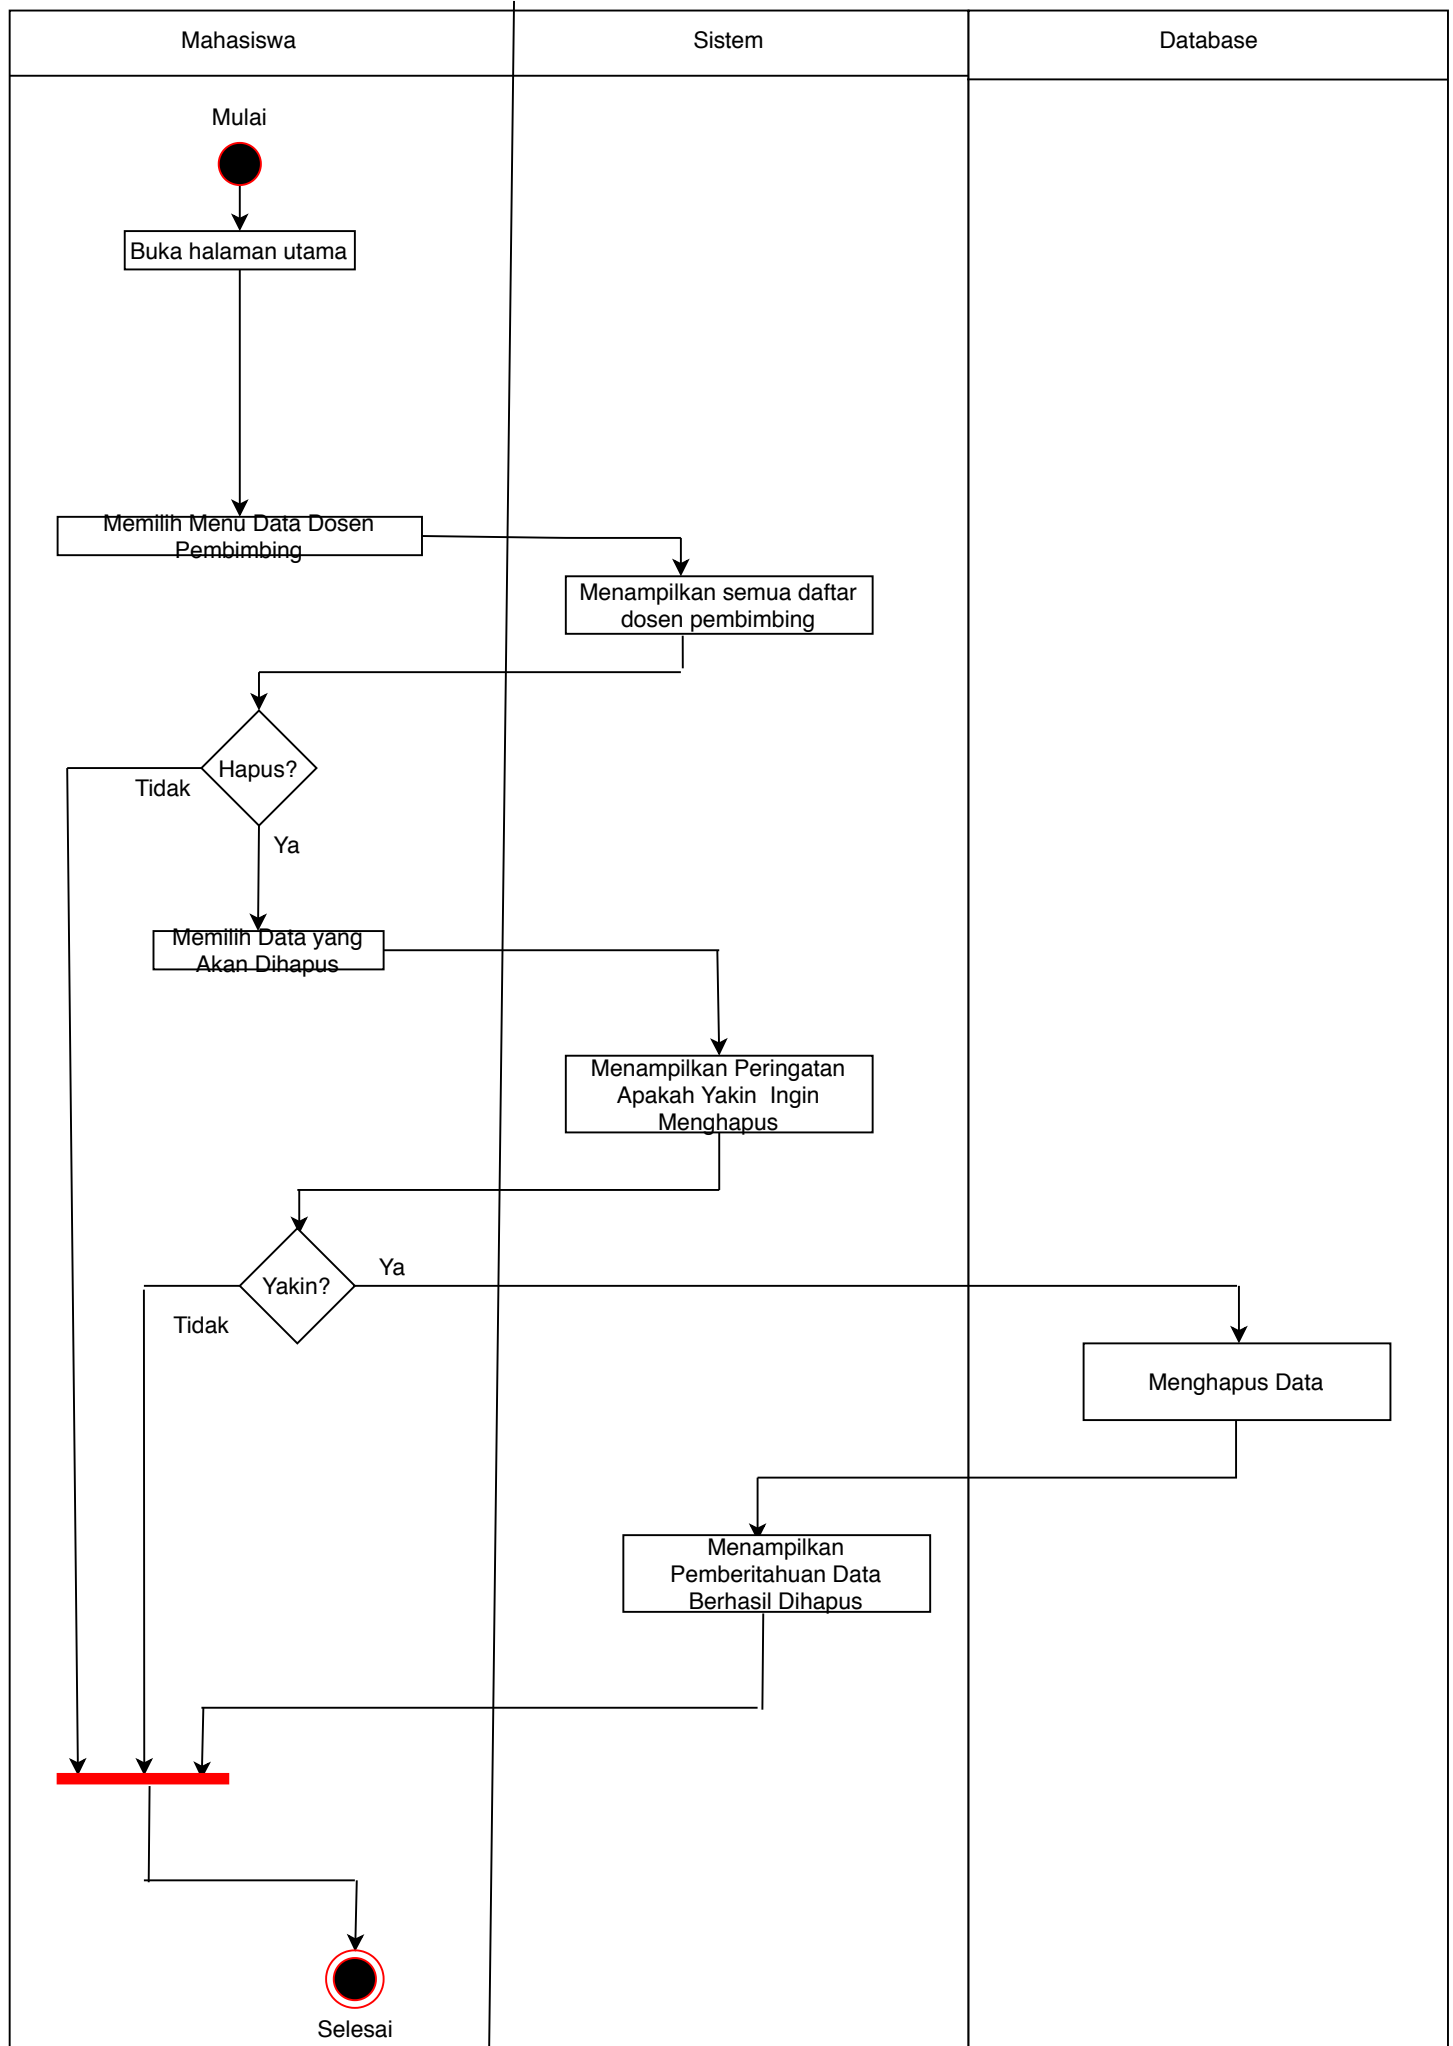 Mahasiswa
Sistem
Database
Mulai
Buka halaman utama
Memilih Menu Data Dosen
Pembimbing
Menampilkan semua daftar
dosen pembimbing
Hapus?
Tidak
Ya
Memilih Data yang
Akan Dihapus
Menampilkan Peringatan
Apakah Yakin  Ingin
Menghapus
Yakin?
Ya
Tidak
Menghapus Data
Menampilkan
Pemberitahuan Data
Berhasil Dihapus
Selesai